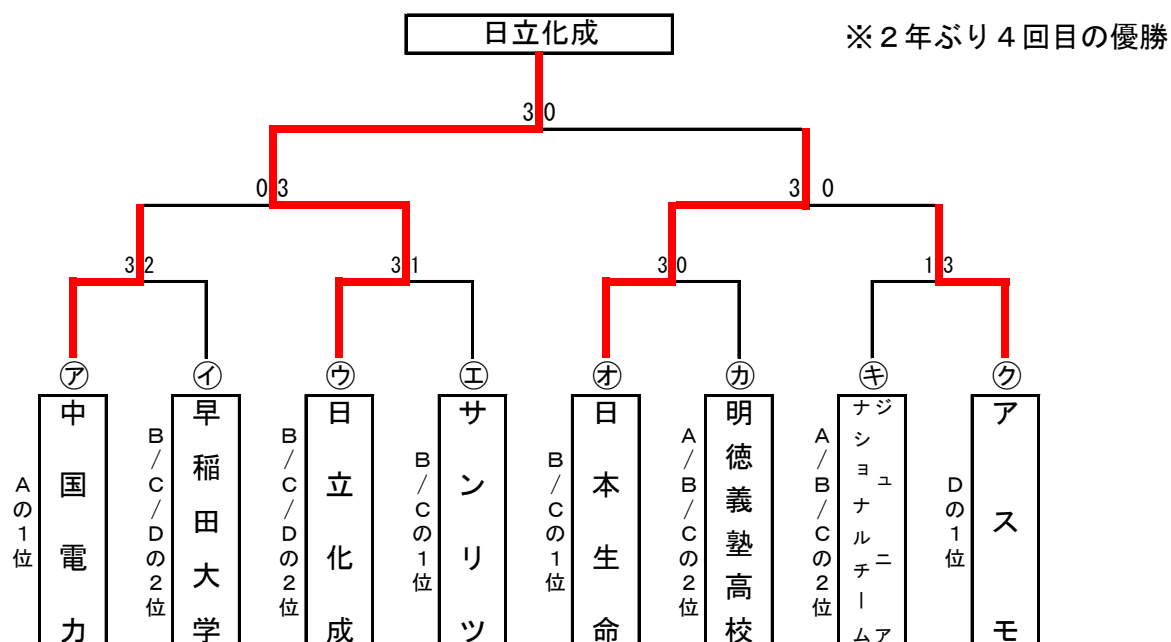 日立化成
※２年ぶり４回目の優勝
3 0
0 3
3 0
3 2
3 1
3 0
1 3
㋐
㋑
㋒
㋓
㋔
㋕
㋖
㋗
Ａの１位
中国電力
Ｂ/Ｃ/Ｄの２位
早稲田大学
Ｂ/Ｃ/Ｄの２位
日立化成
Ｂ/Ｃの１位
サンリツ
Ｂ/Ｃの１位
日本生命
Ａ/Ｂ/Ｃの２位
明徳義塾高校
Ａ/Ｂ/Ｃの２位
ジュニア
ナショナルチーム
Ｄの１位
アスモ